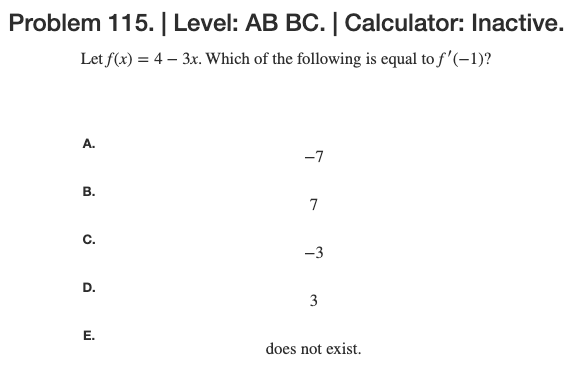 Problem 115. | Level: AB BC. | Calculator: Inactive.
Let f(x) = 4 − 3x. Which of the following is equal to f′(−1)?
A.
−7
B.
7
C.
−3
D.
3
E.
does not exist.